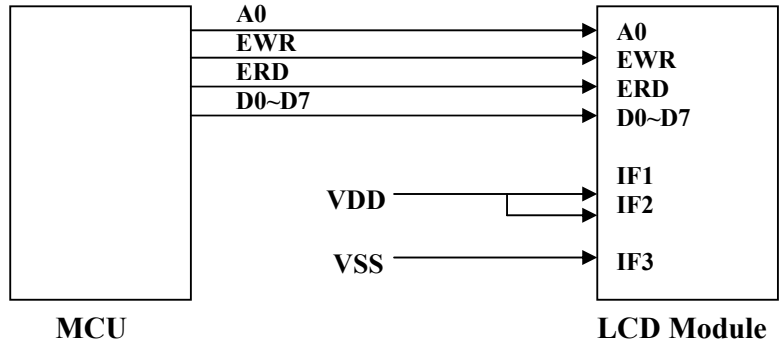 A0
EWR
ERD
D0~D7
A0
EWR
ERD
D0~D7
IF1
IF2
IF3
VDD
VSS
MCU
LCD Module